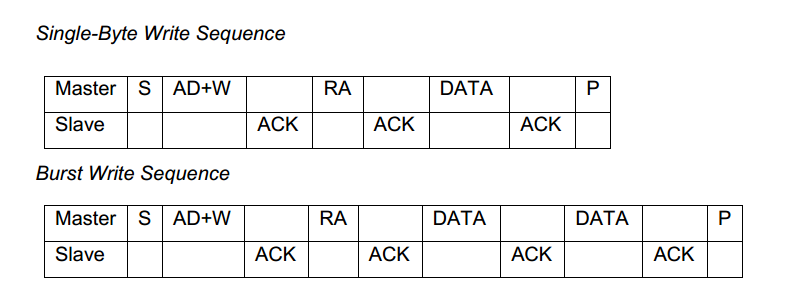 Single-Byte Write Sequence
Master S AD+W RA DATA P
Slave ACK ACK ACK
Burst Write Sequence
Master S AD+W RA DATA DATA P
Slave ACK ACK ACK ACK